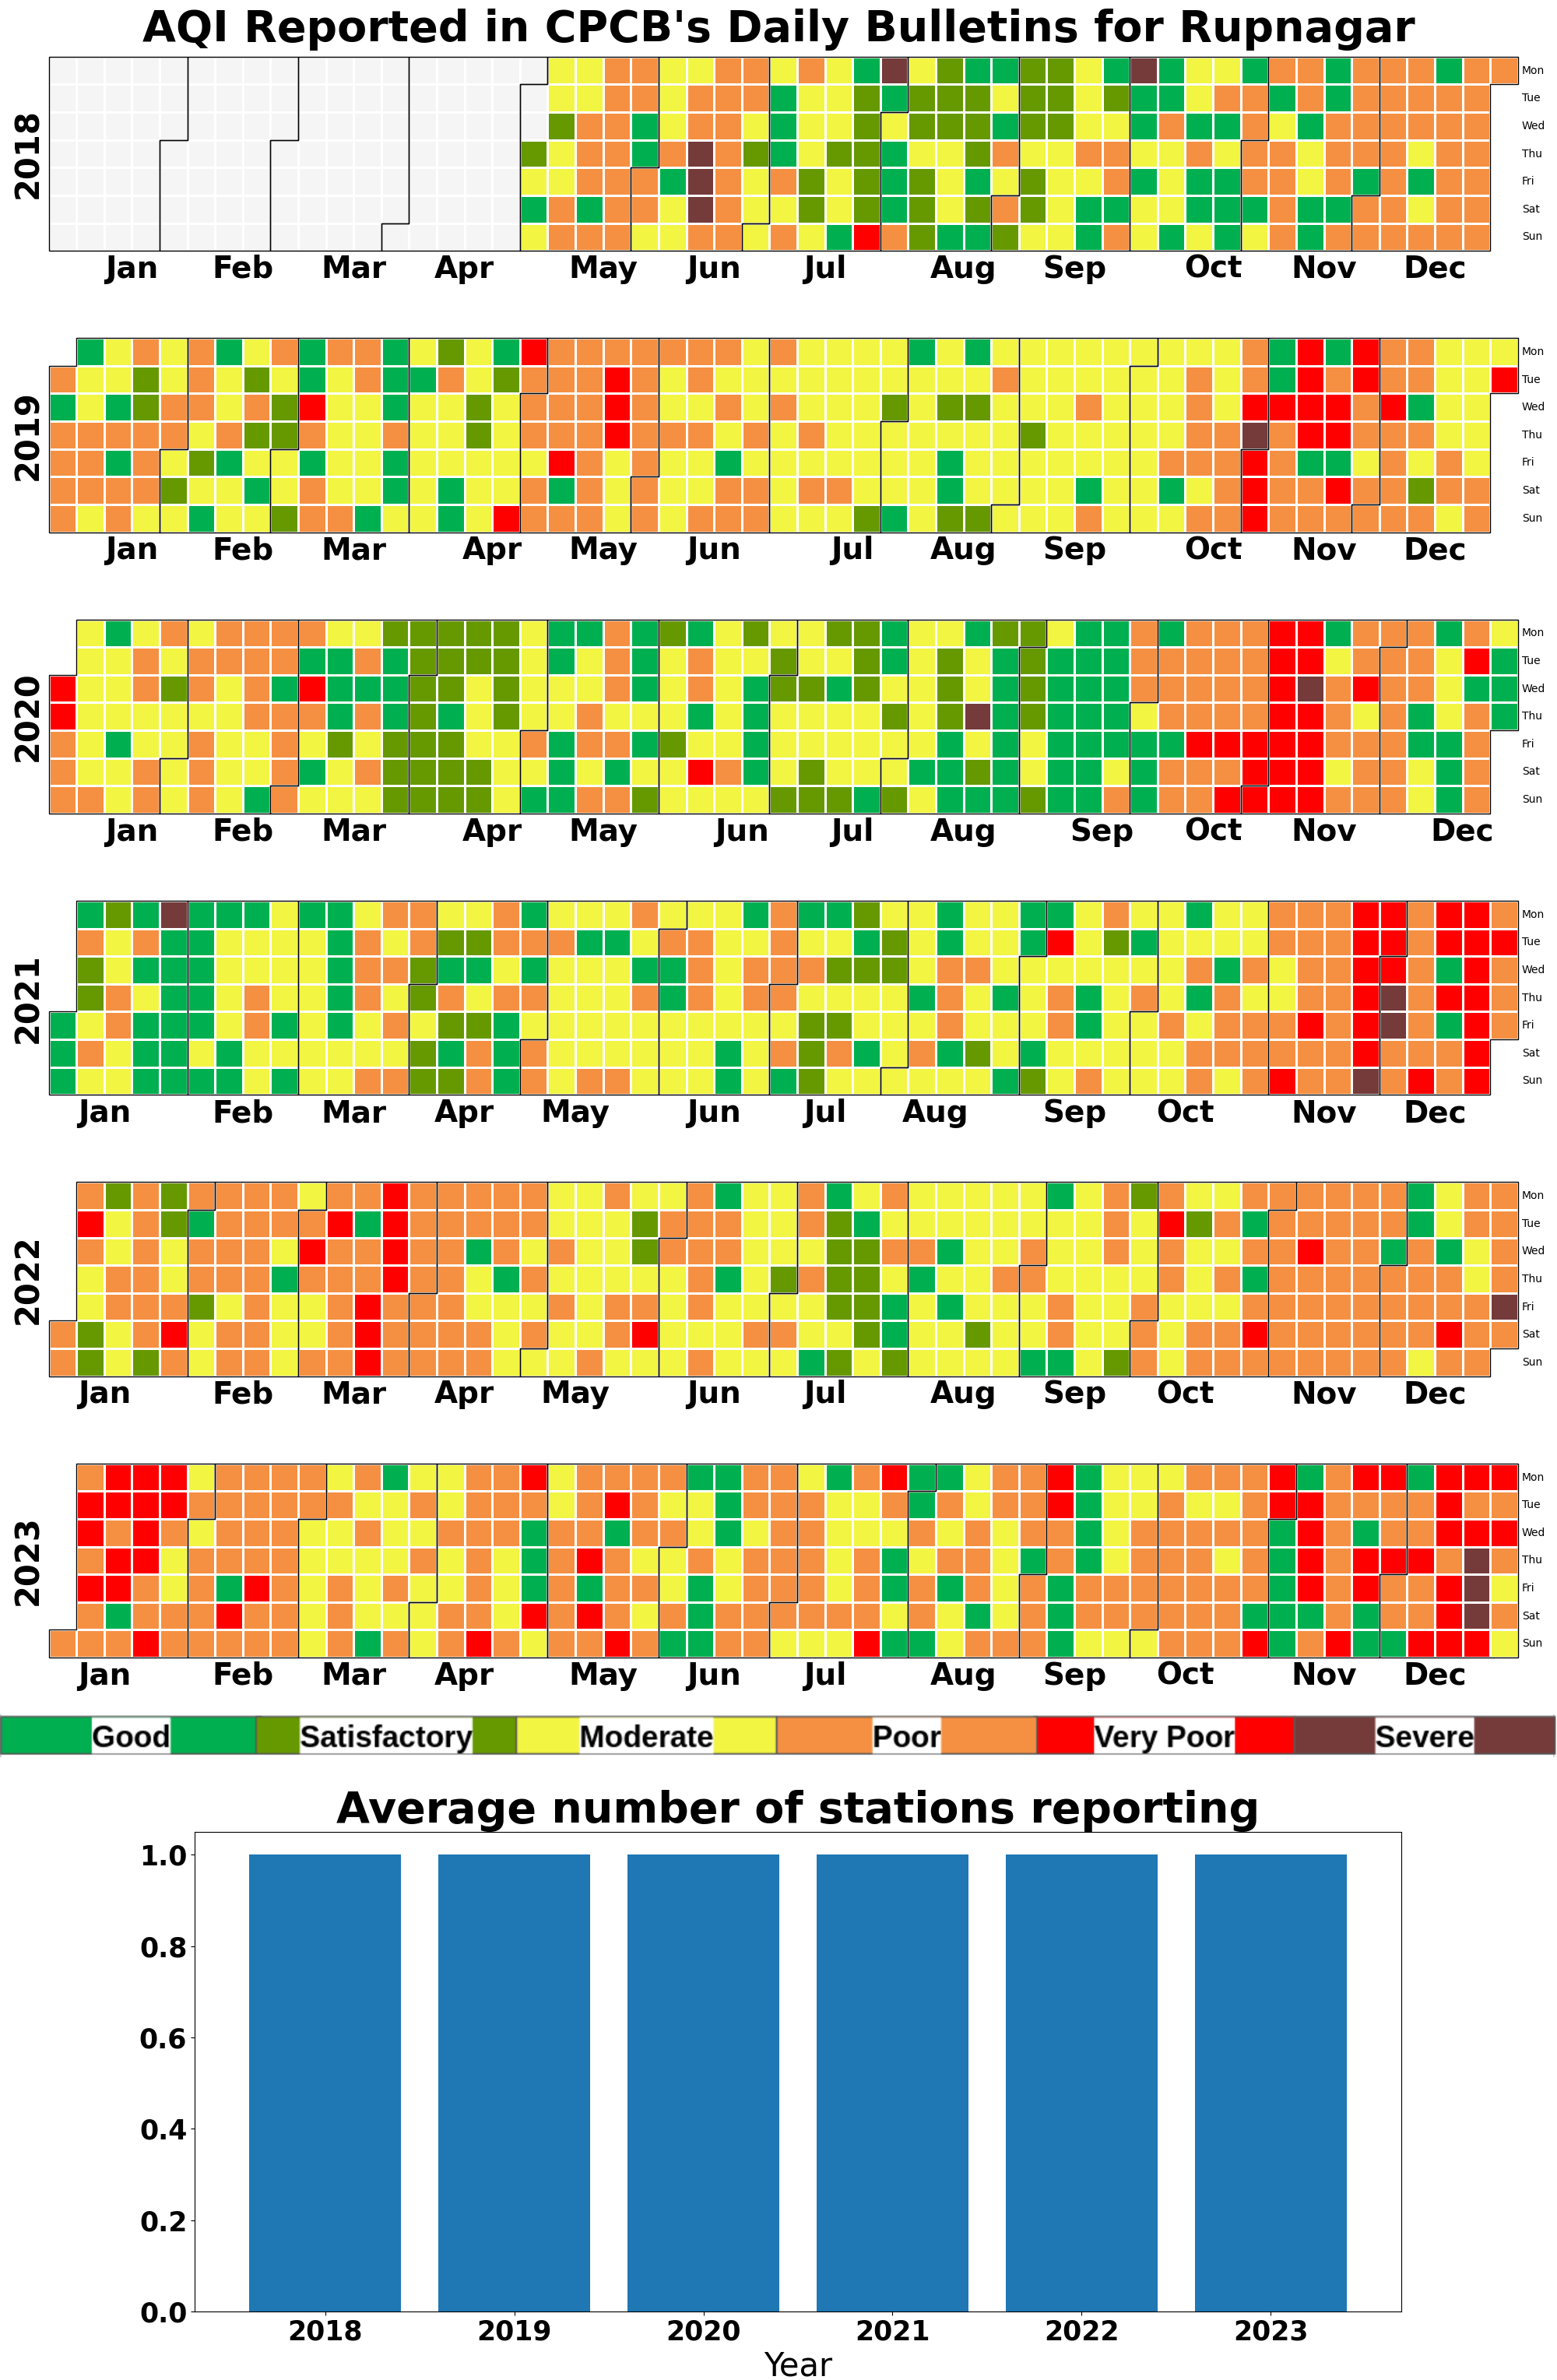 AQI Reported in CPCB's Daily Bulletins for Rupnagar
2018
Mon
Tue
Wed
Thu
Fri
Sat
Sun
Jan Feb Mar Apr May Jun Jul Aug Sep Oct Nov Dec
2019
Mon
Tue
Wed
Thu
Fri
Sat
Sun
Jan Feb Mar Apr May Jun Jul Aug Sep Oct Nov Dec
2020
Mon
Tue
Wed
Thu
Fri
Sat
Sun
Jan Feb Mar Apr May Jun Jul Aug Sep Oct Nov Dec
2021
Mon
Tue
Wed
Thu
Fri
Sat
Sun
Jan Feb Mar Apr May Jun Jul Aug Sep Oct Nov Dec
2022
Mon
Tue
Wed
Thu
Fri
Sat
Sun
Jan Feb Mar Apr May Jun Jul Aug Sep Oct Nov Dec
2023
Mon
Tue
Wed
Thu
Fri
Sat
Sun
Jan Feb Mar Apr May Jun Jul Aug Sep Oct Nov Dec
Good Satisfactory Moderate Poor Very Poor Severe
Average number of stations reporting
1.0
0.8
0.6
0.4
0.2
0.0
2018 2019 2020 2021 2022 2023
Year